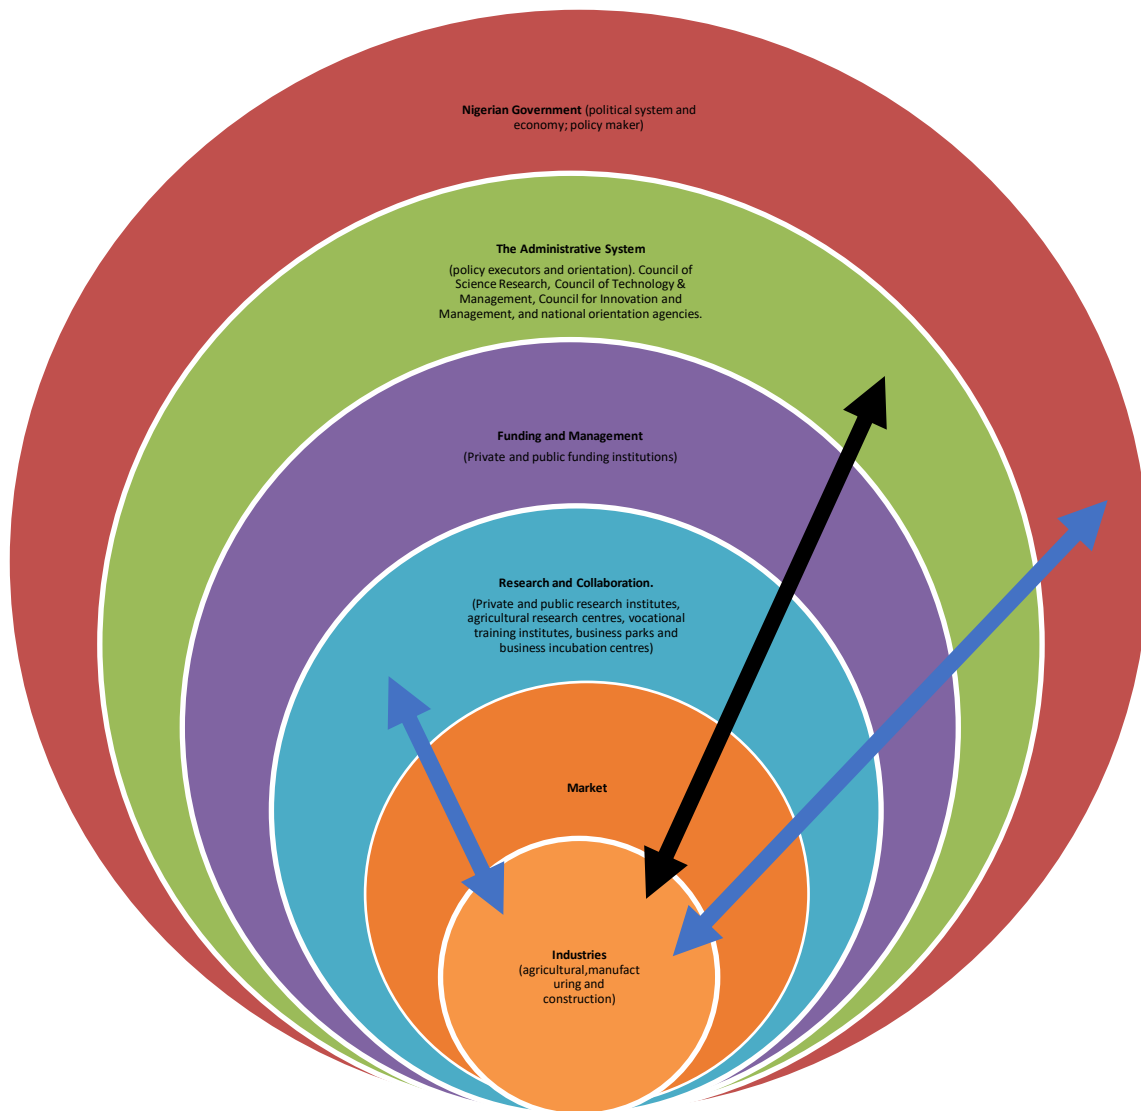 Nigerian Government (political system and
economy; policy maker)
The Administrative System
(policy executors and orientation). Council of
Science Research, Council of Technology &
Management, Council for Innovation and
Management, and national orientation agencies.
Funding and Management
(Private and public funding institutions)
Research and Collaboration.
(Private and public research institutes,
agricultural research centres, vocational
training institutes, business parks and
business incubation centres)
Market
Industries
(agricultural,manufact
uring and
construction)